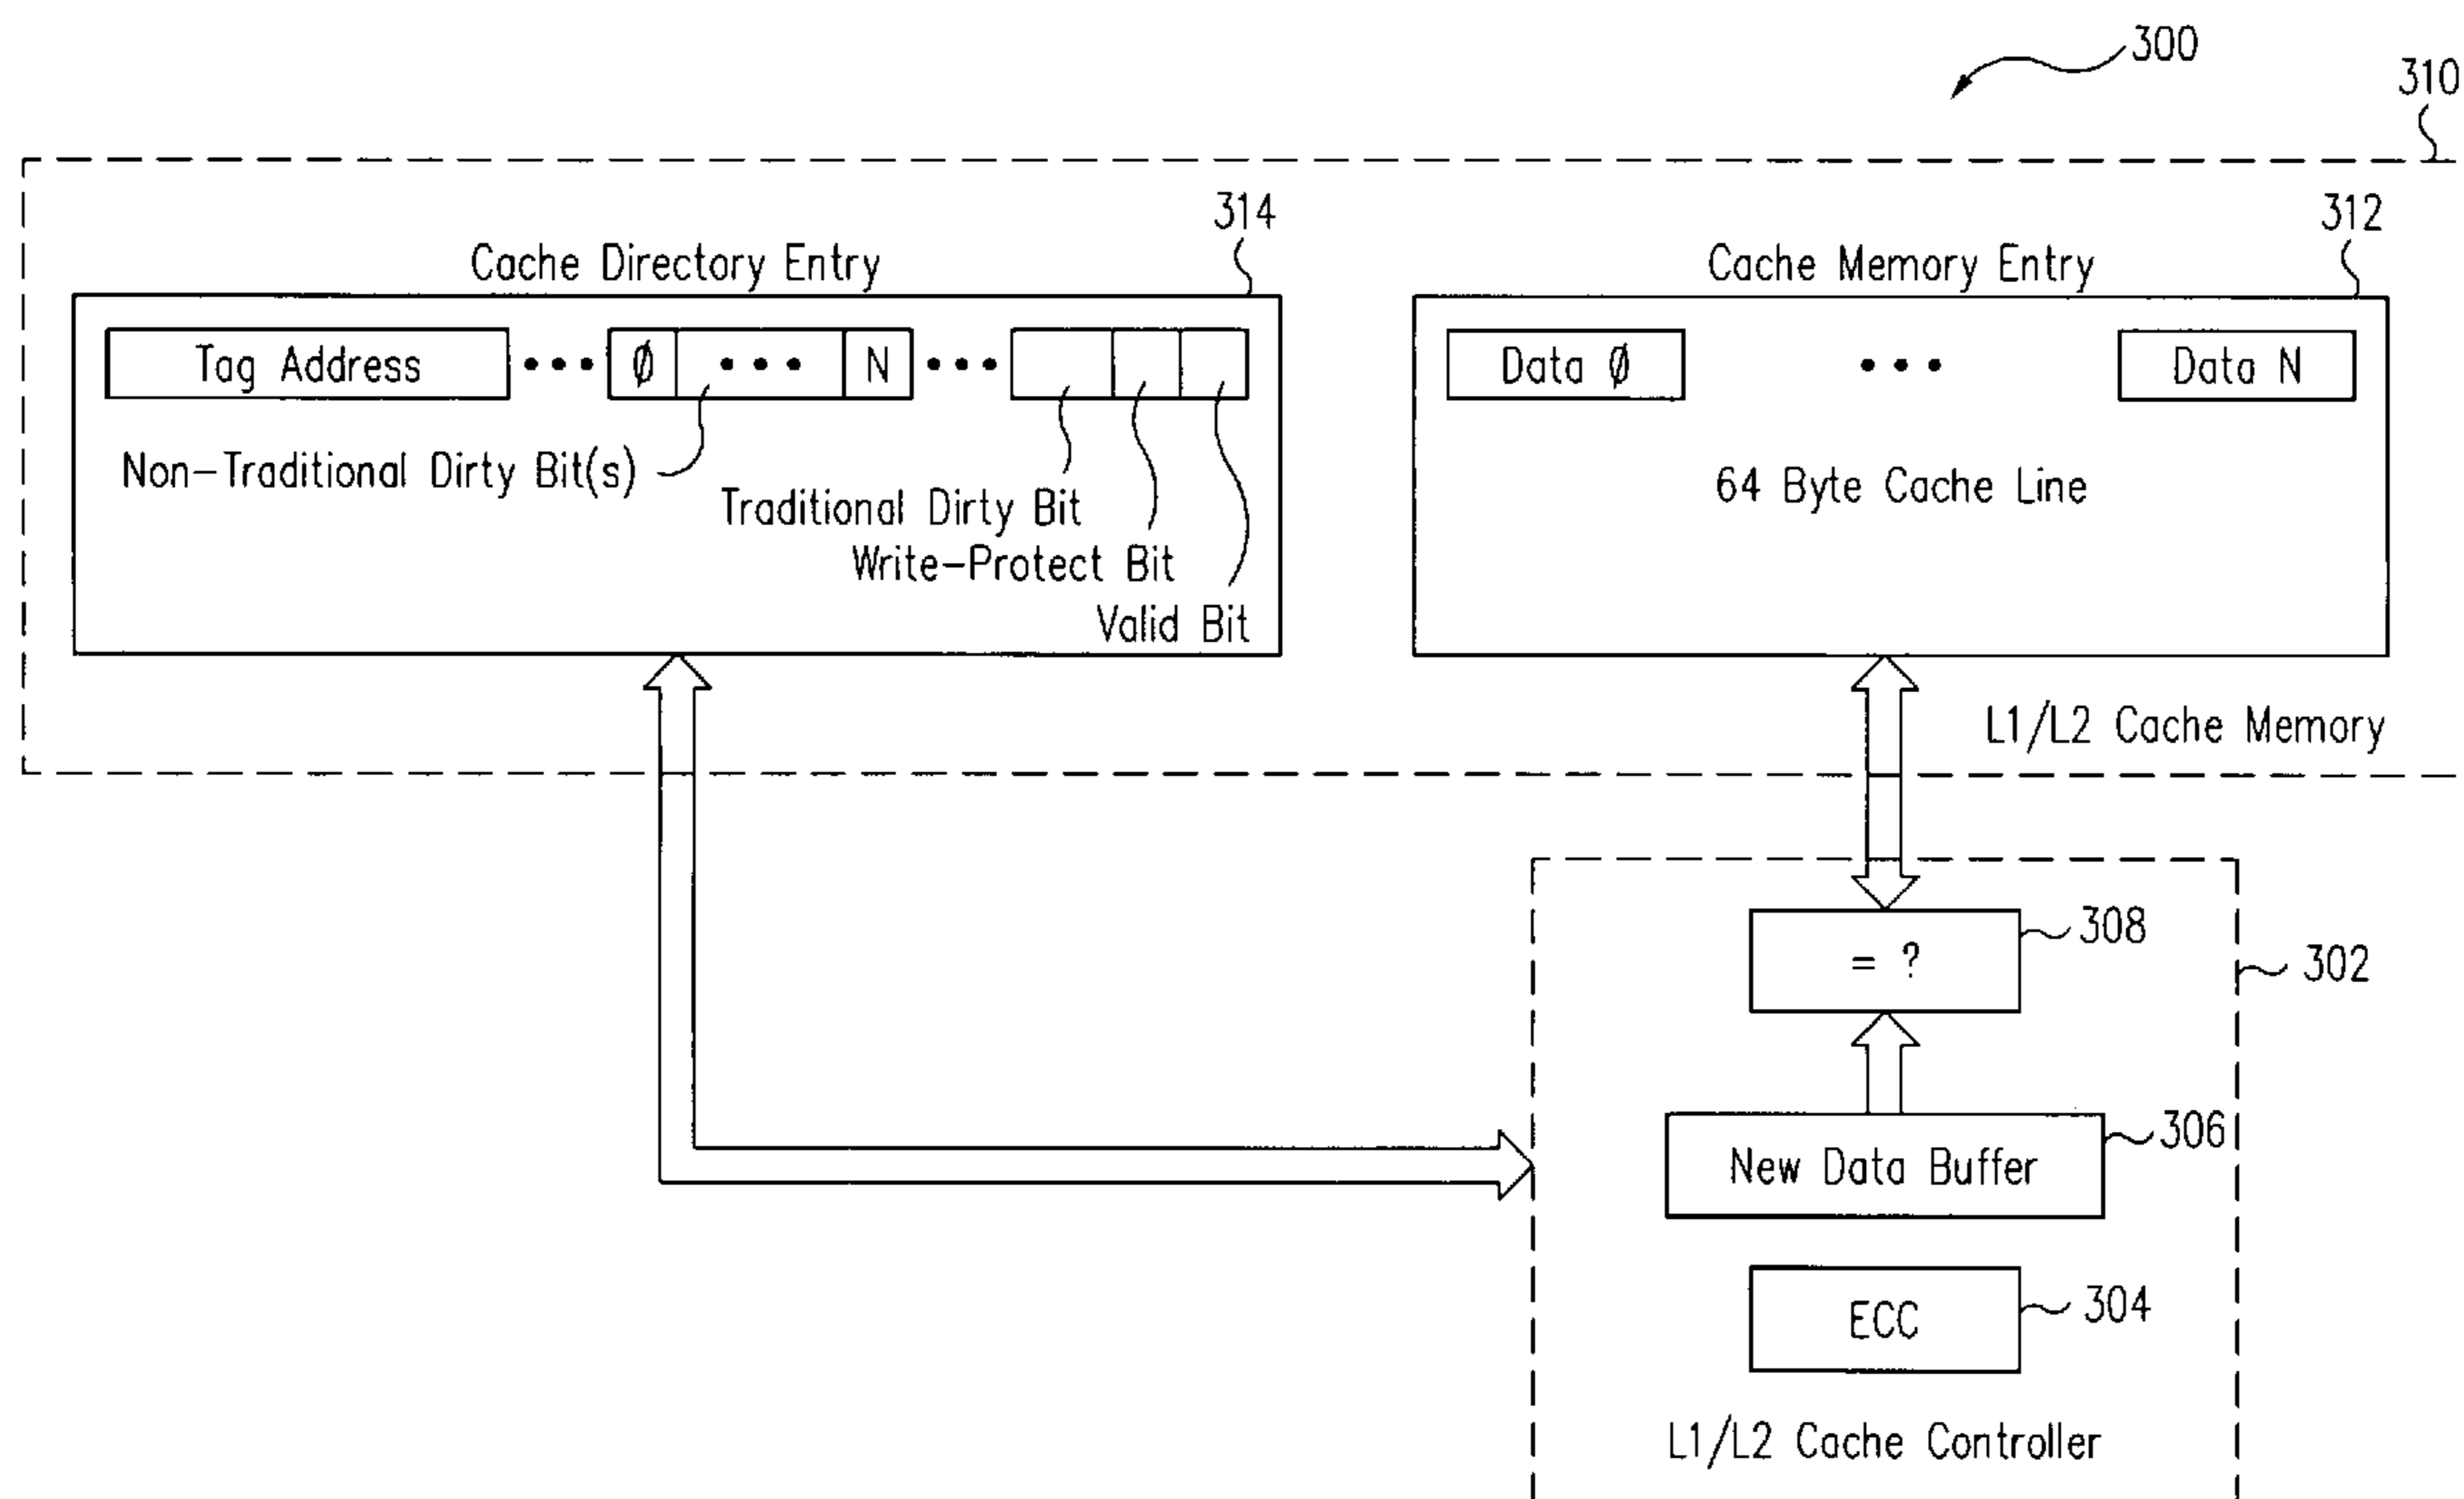 300
310
314
312
Cache Directory Entry
Cache Memory Entry
Tag Address ••• Ø ••• N •••
Data Ø ••• Data N
Non-Traditional Dirty Bit(s)
64 Byte Cache Line
Traditional Dirty Bit
Write-Protect Bit
Valid Bit
L1/L2 Cache Memory
308
= ?
302
306
New Data Buffer
304
ECC
L1/L2 Cache Controller